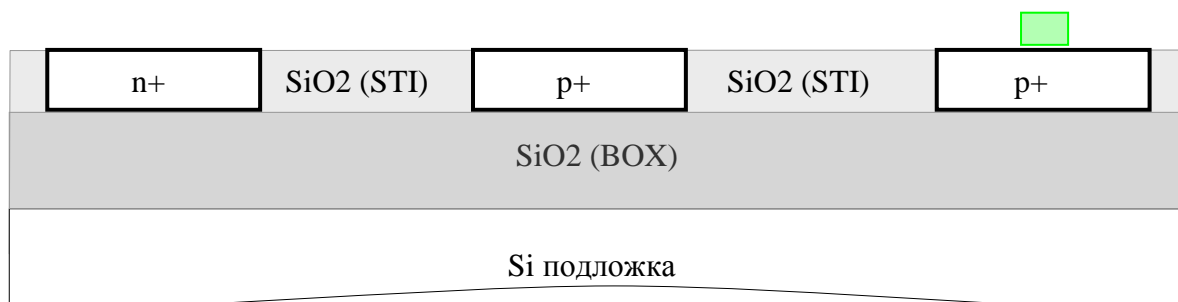 n+ SiO2 (STI) p+ SiO2 (STI) p+
SiO2 (BOX)
Si подложка